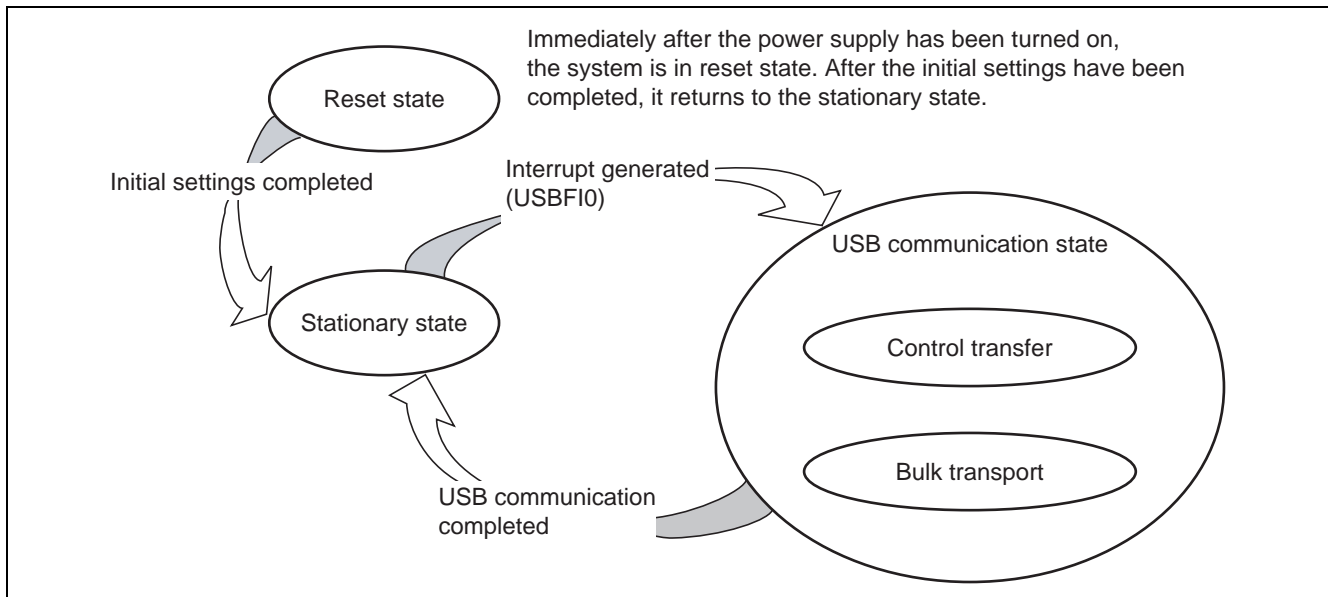 Immediately after the power supply has been turned on,
the system is in reset state. After the initial settings have been
completed, it returns to the stationary state.
Reset state
Initial settings completed
Interrupt generated
(USBFI0)
USB communication state
Stationary state
Control transfer
Bulk transport
USB communication
completed